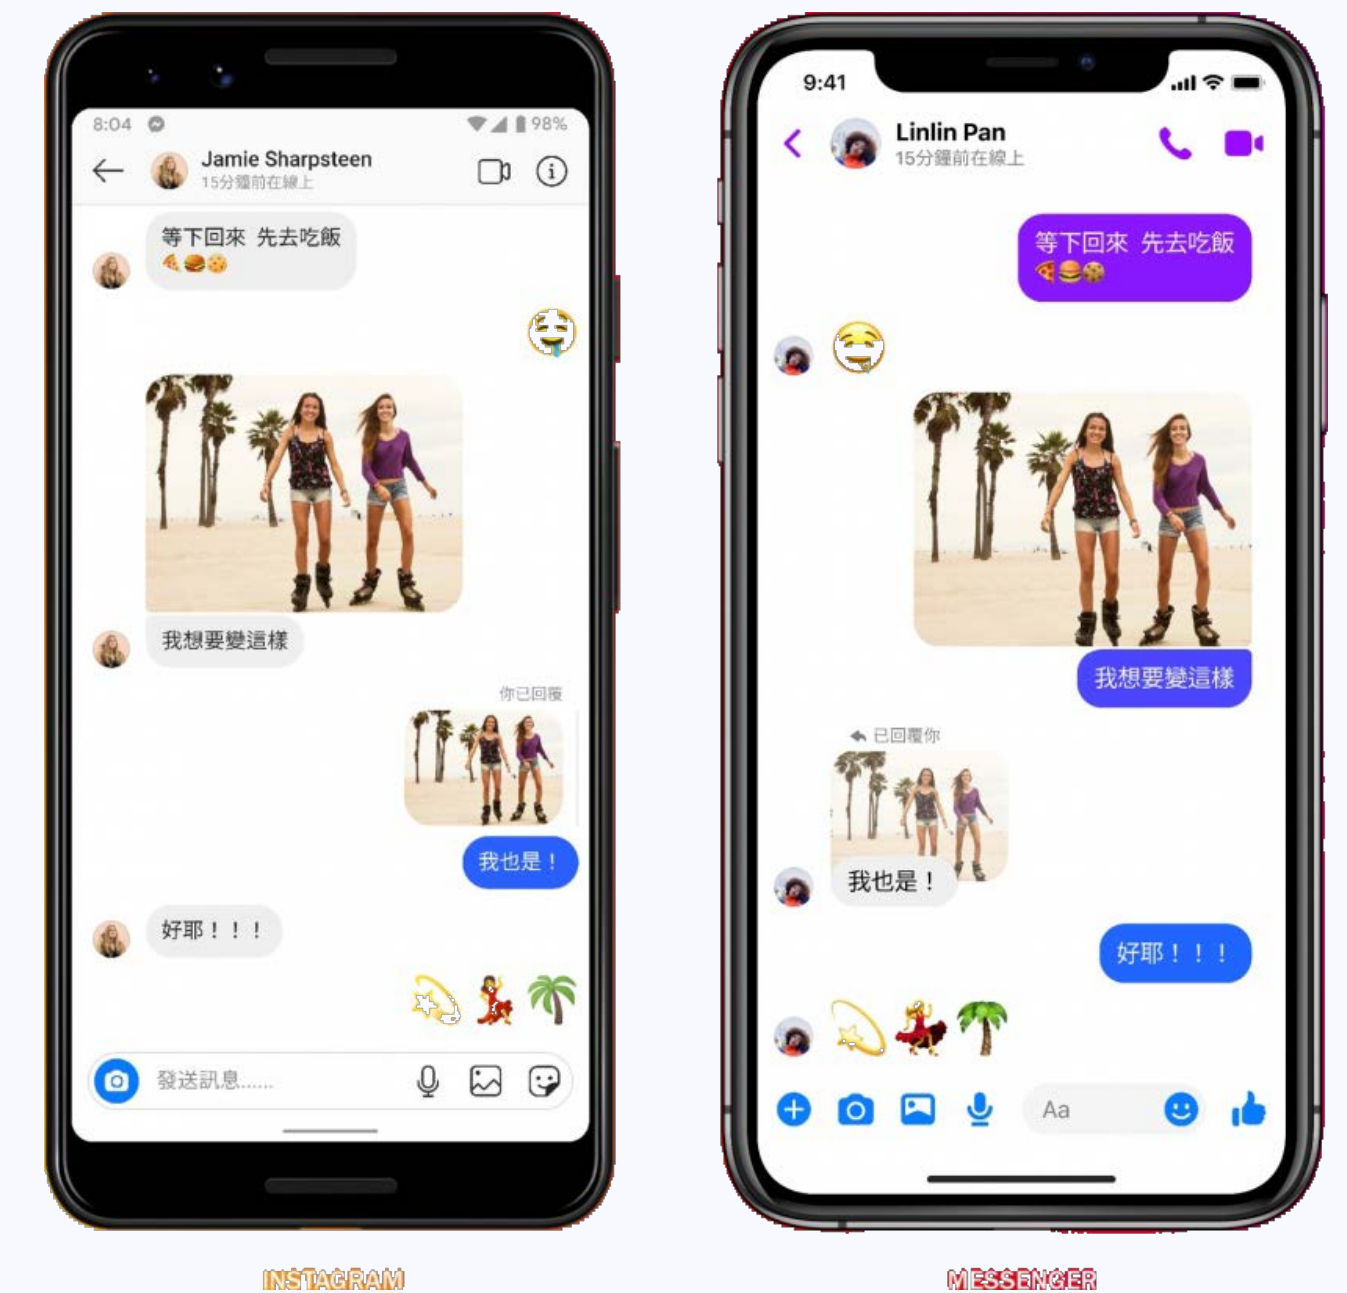 8:04
98%
Jamie Sharpsteen
15分鐘前在線上
等下回來 先去吃飯
🍕🍔🍪
🤤
我想要變這樣
你已回覆
我也是！
好耶！！！
💫💃🌴
發送訊息......
INSTAGRAM
9:41
Linlin Pan
15分鐘前在線上
等下回來 先去吃飯
🍕🍔🍪
🤤
我想要變這樣
已回覆你
我也是！
好耶！！！
💫💃🌴
Aa
MESSENGER